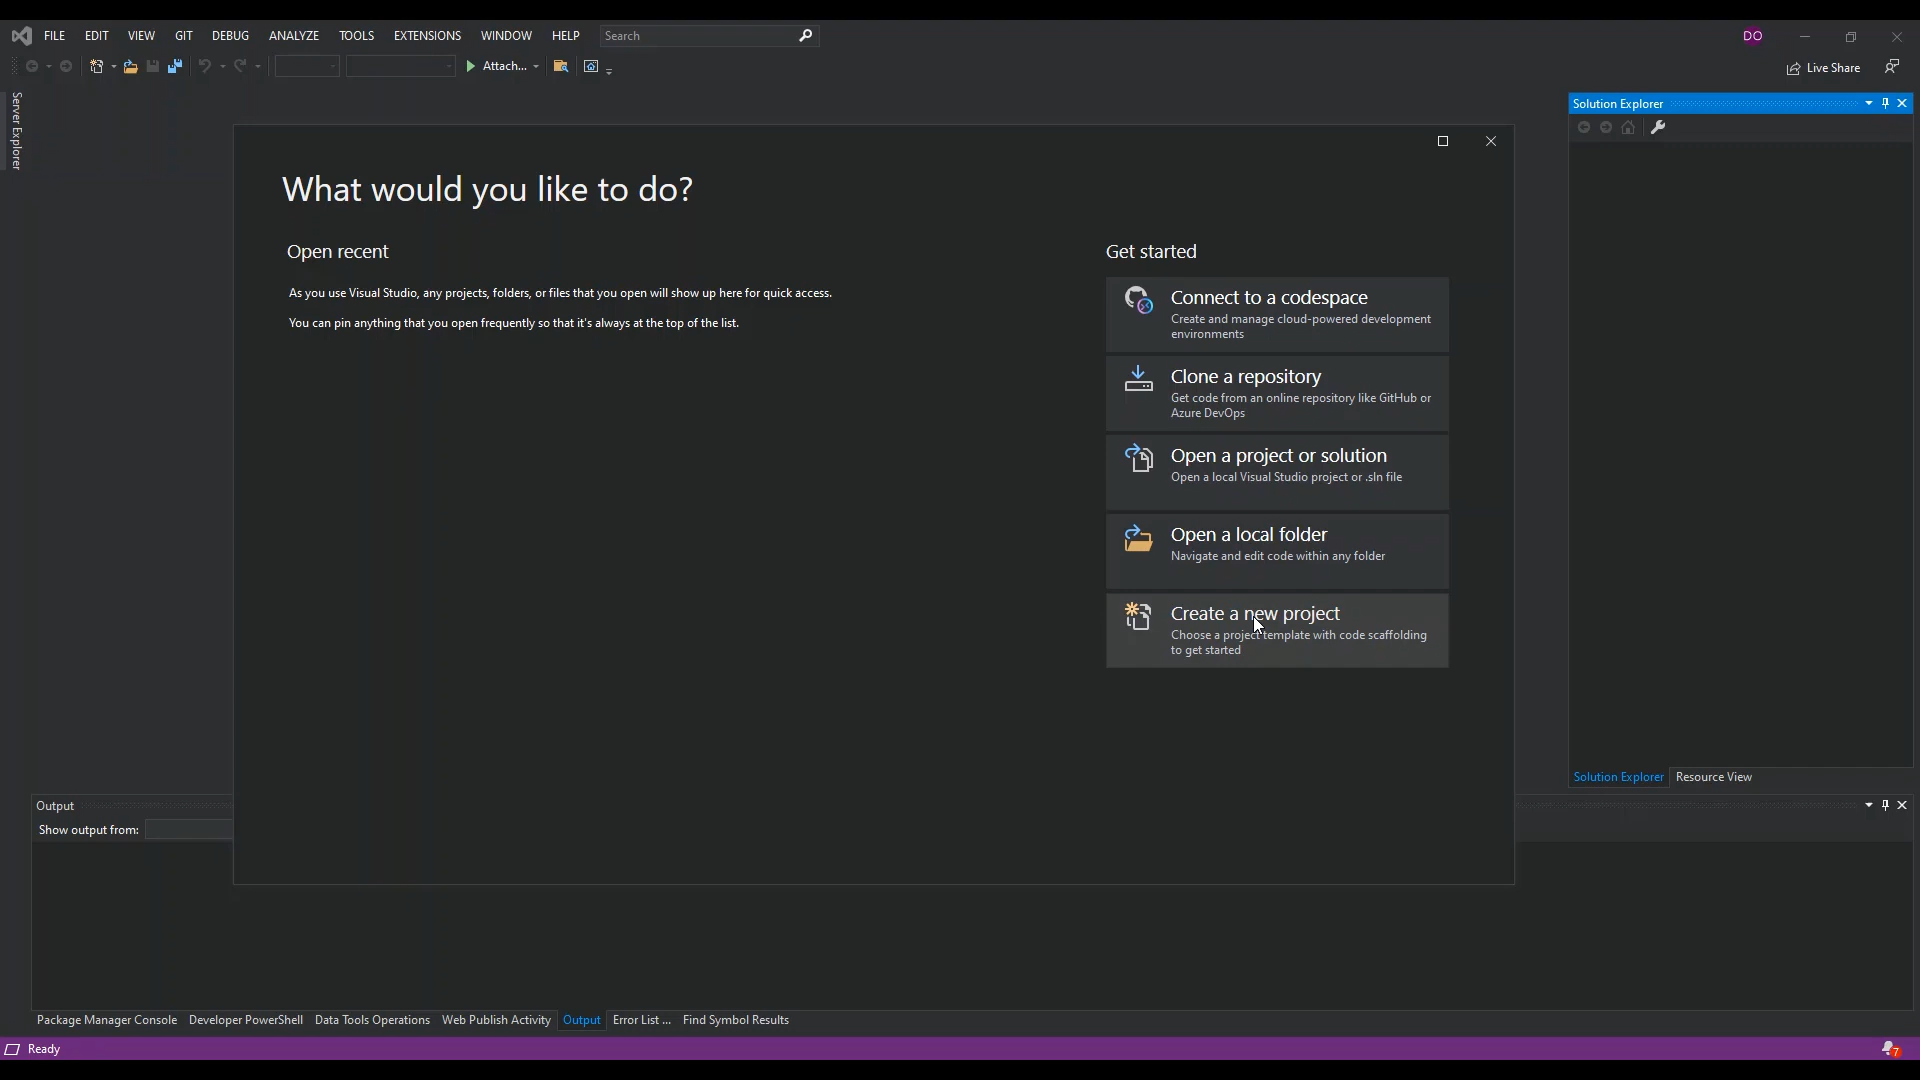 FILE EDIT VIEW GIT DEBUG ANALYZE TOOLS EXTENSIONS WINDOW HELP Search DO
Attach... Live Share
Server Explorer
Solution Explorer
What would you like to do?
Open recent
As you use Visual Studio, any projects, folders, or files that you open will show up here for quick access.
You can pin anything that you open frequently so that it's always at the top of the list.
Get started
Connect to a codespace
Create and manage cloud-powered development
environments
Clone a repository
Get code from an online repository like GitHub or
Azure DevOps
Open a project or solution
Open a local Visual Studio project or .sln file
Open a local folder
Navigate and edit code within any folder
Create a new project
Choose a project template with code scaffolding
to get started
Solution Explorer Resource View
Output
Show output from:
Package Manager Console Developer PowerShell Data Tools Operations Web Publish Activity Output Error List ... Find Symbol Results
Ready 7